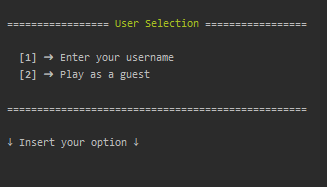 ================= User Selection =================
[1] → Enter your username
[2] → Play as a guest
==================================================
↓ Insert your option ↓